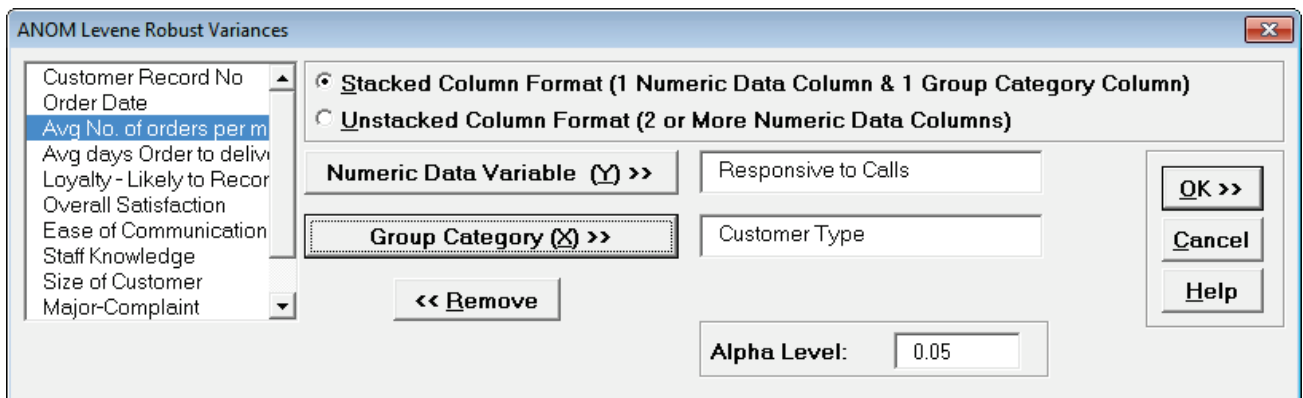 ANOM Levene Robust Variances
Customer Record No
Order Date
Avg No. of orders per m
Avg days Order to deliv
Loyalty - Likely to Recor
Overall Satisfaction
Ease of Communication
Staff Knowledge
Size of Customer
Major-Complaint
Stacked Column Format (1 Numeric Data Column & 1 Group Category Column)
Unstacked Column Format (2 or More Numeric Data Columns)
Numeric Data Variable (Y) >>
Responsive to Calls
Group Category (X) >>
Customer Type
<< Remove
Alpha Level:
0.05
OK >>
Cancel
Help